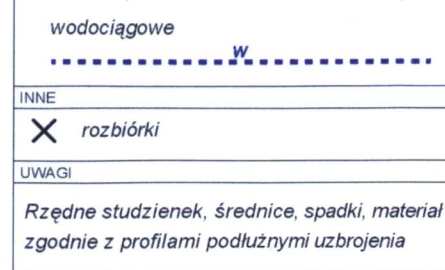 wodociągowe
w
INNE
rozbiórki
UWAGI
Rzędne studzienek, średnice, spadki, materiał
zgodnie z profilami podłużnymi uzbrojenia